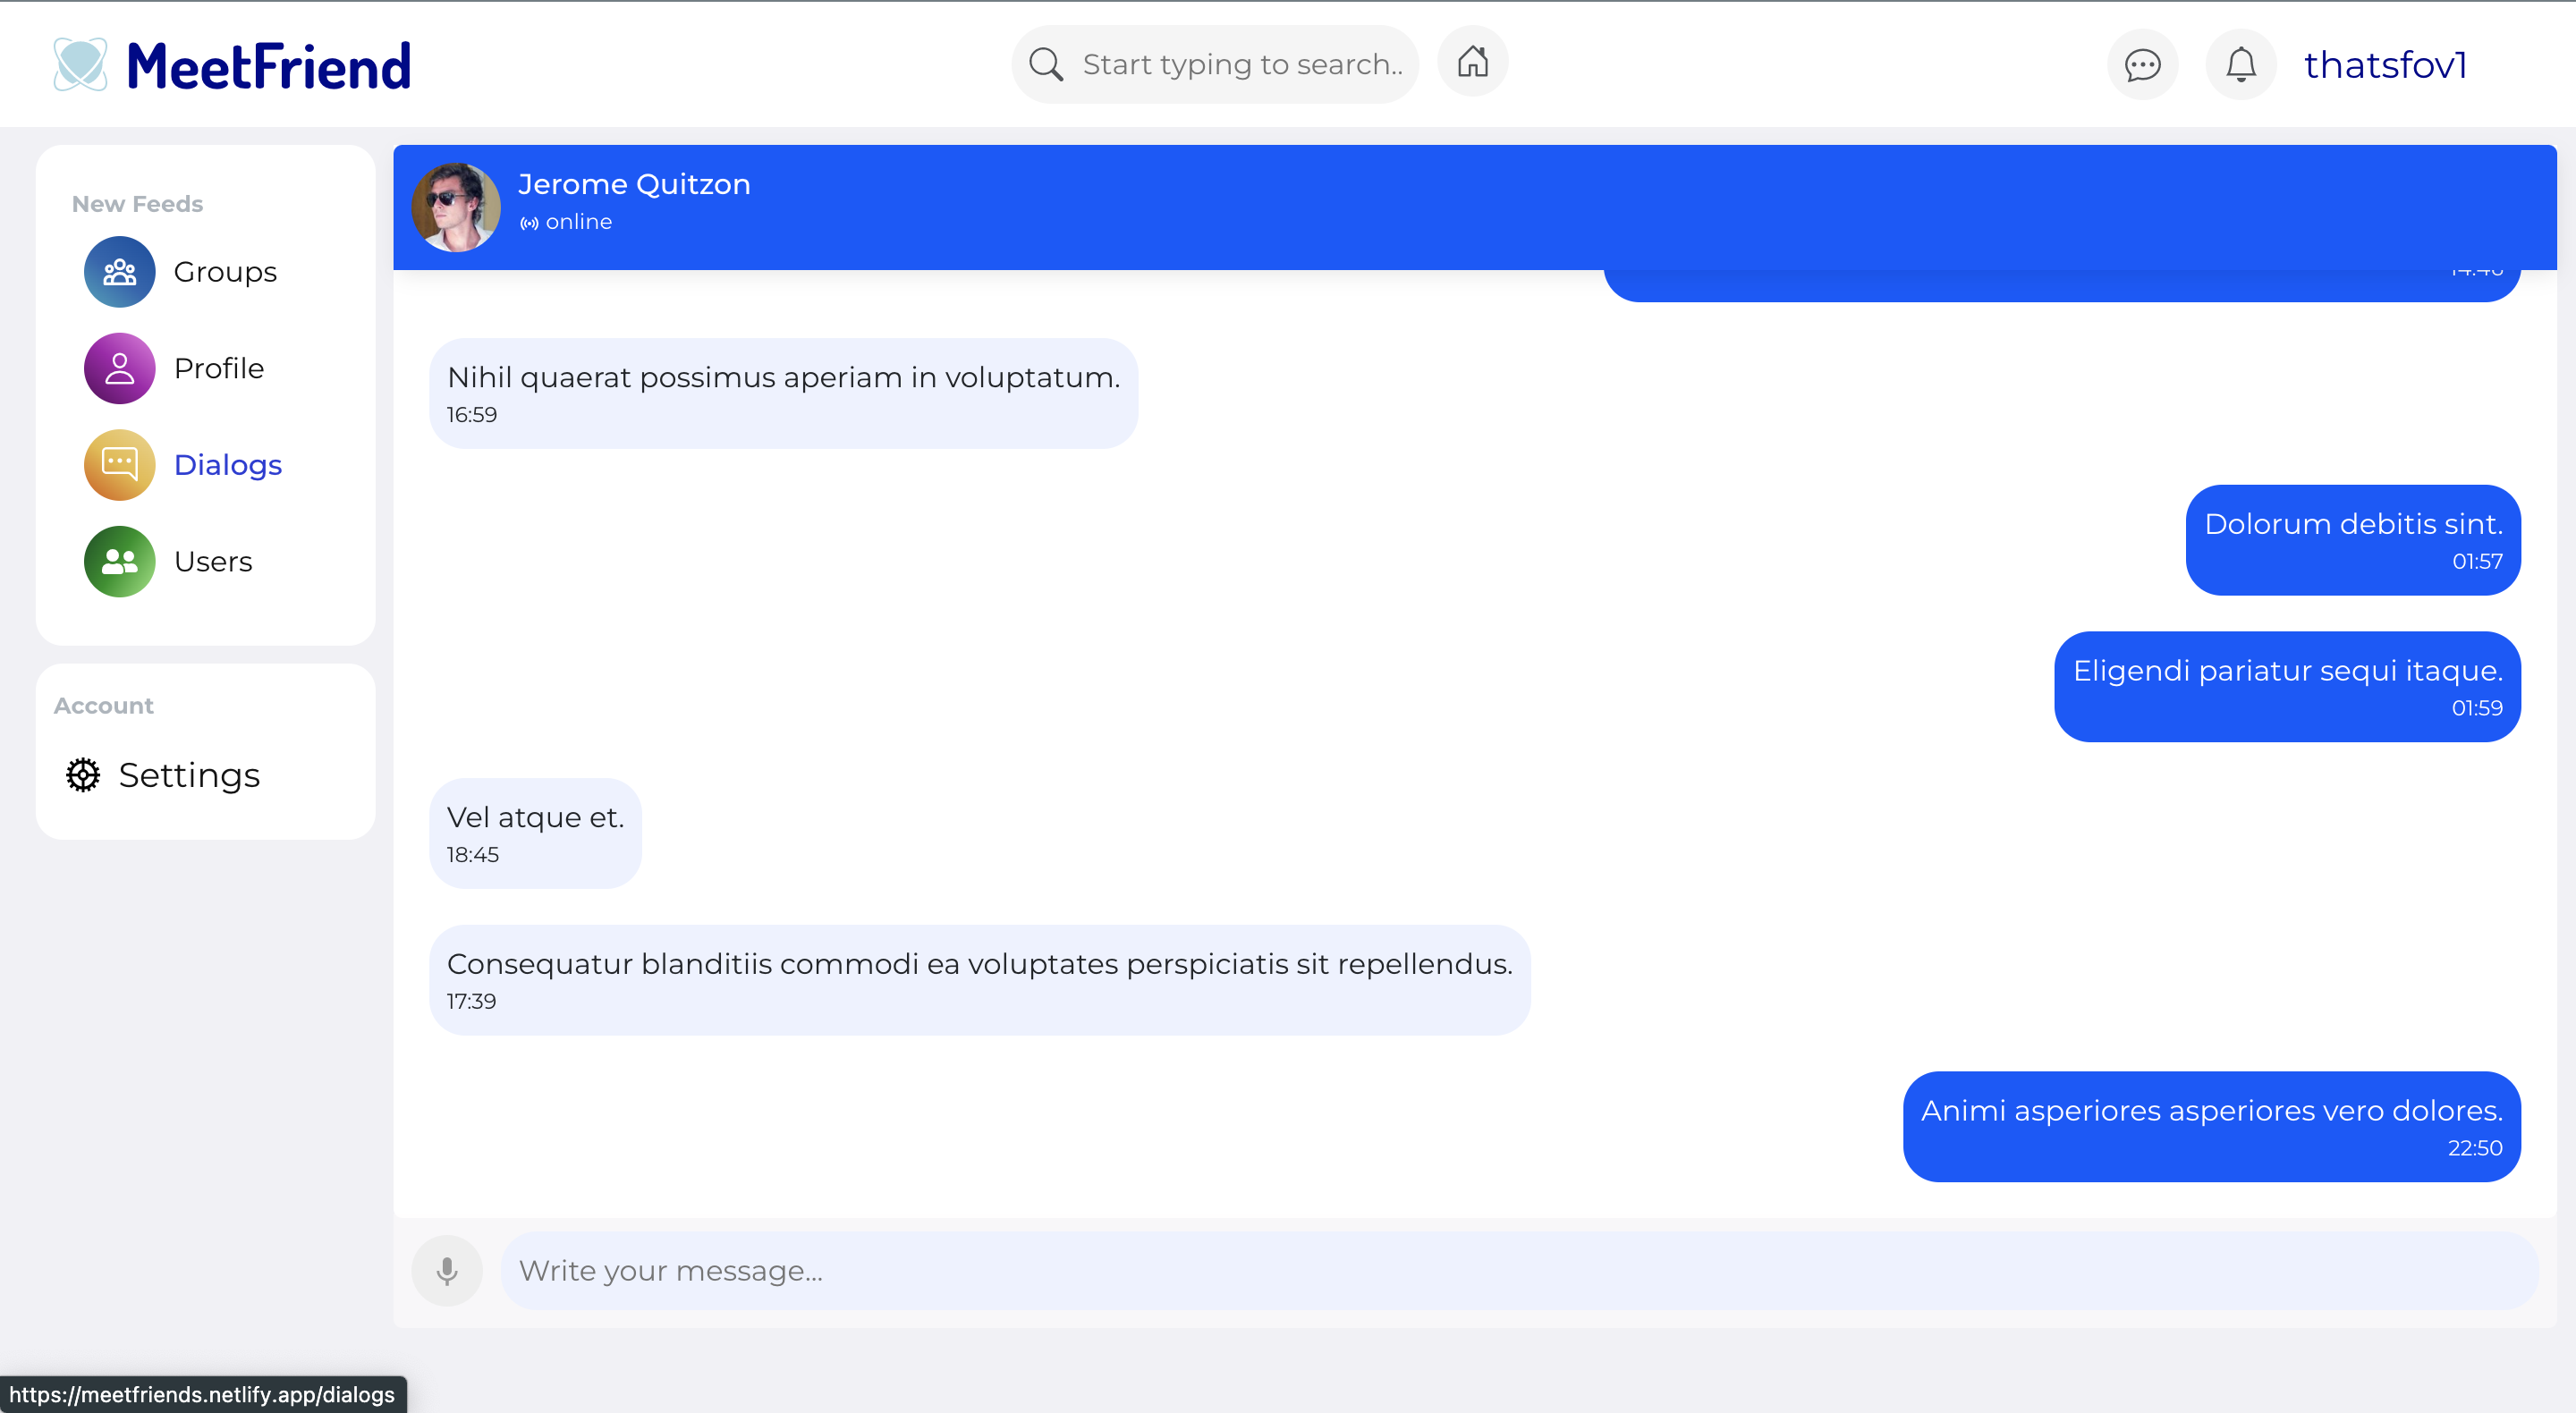 MeetFriend
Start typing to search..
thatsfov1
New Feeds
Groups
Profile
Dialogs
Users
Account
Settings
Jerome Quitzon
online
Nihil quaerat possimus aperiam in voluptatum.
16:59
Dolorum debitis sint.
01:57
Eligendi pariatur sequi itaque.
01:59
Vel atque et.
18:45
Consequatur blanditiis commodi ea voluptates perspiciatis sit repellendus.
17:39
Animi asperiores asperiores vero dolores.
22:50
Write your message...
https://meetfriends.netlify.app/dialogs